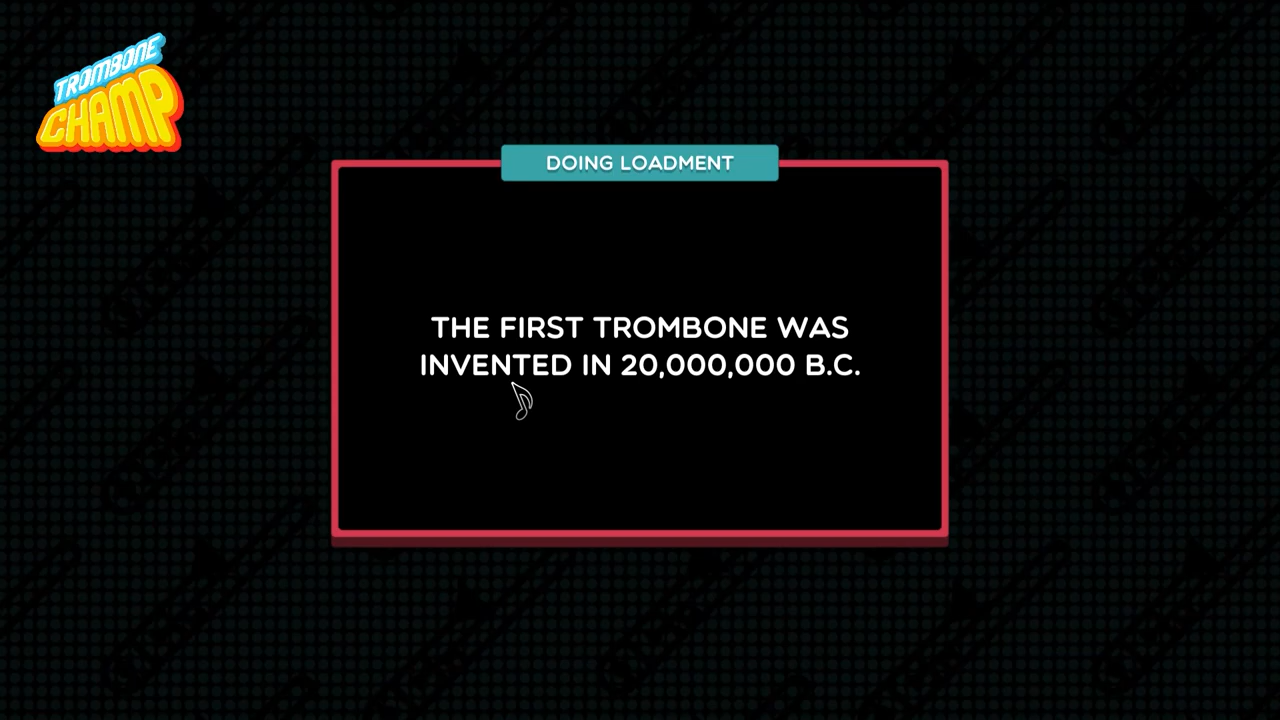 TROMBONE
CHAMP
DOING LOADMENT
THE FIRST TROMBONE WAS
INVENTED IN 20,000,000 B.C.